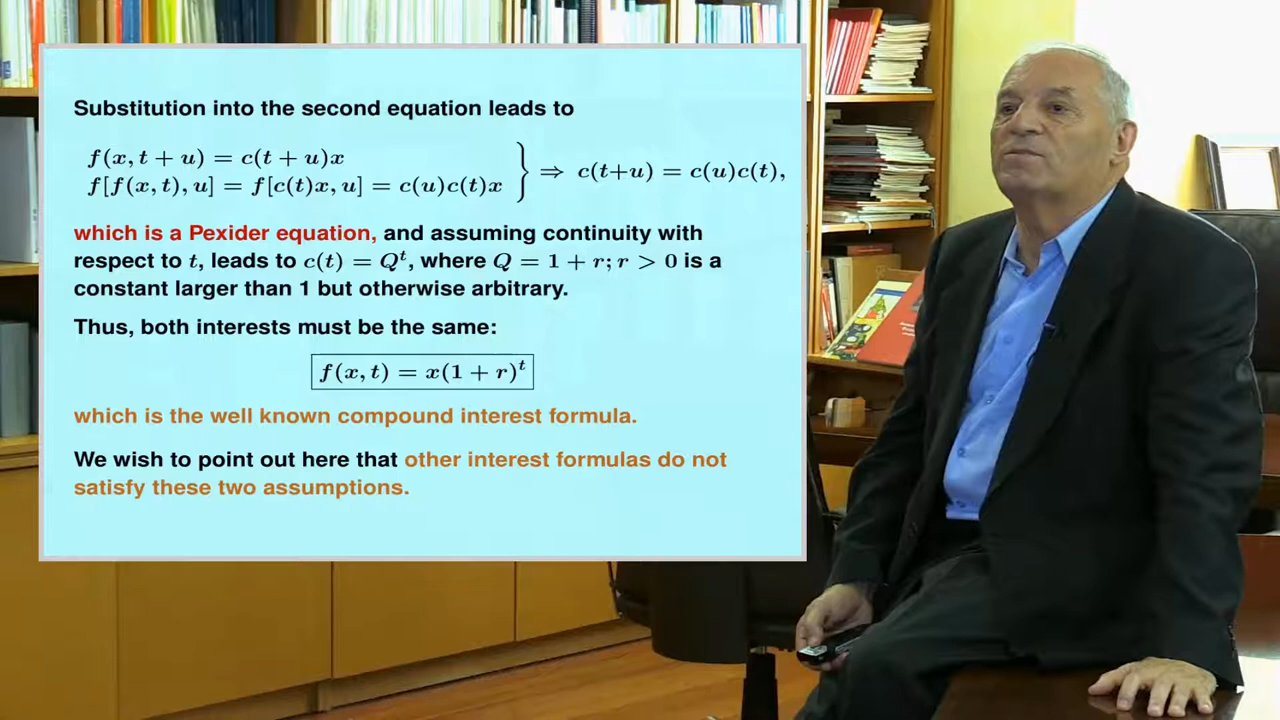 Substitution into the second equation leads to
f(x, t + u) = c(t + u)x
f[f(x, t), u] = f[c(t)x, u] = c(u)c(t)x } ⇒ c(t+u) = c(u)c(t),
which is a Pexider equation, and assuming continuity with
respect to t, leads to c(t) = Qᵗ, where Q = 1 + r; r > 0 is a
constant larger than 1 but otherwise arbitrary.
Thus, both interests must be the same:
f(x, t) = x(1 + r)ᵗ
which is the well known compound interest formula.
We wish to point out here that other interest formulas do not
satisfy these two assumptions.